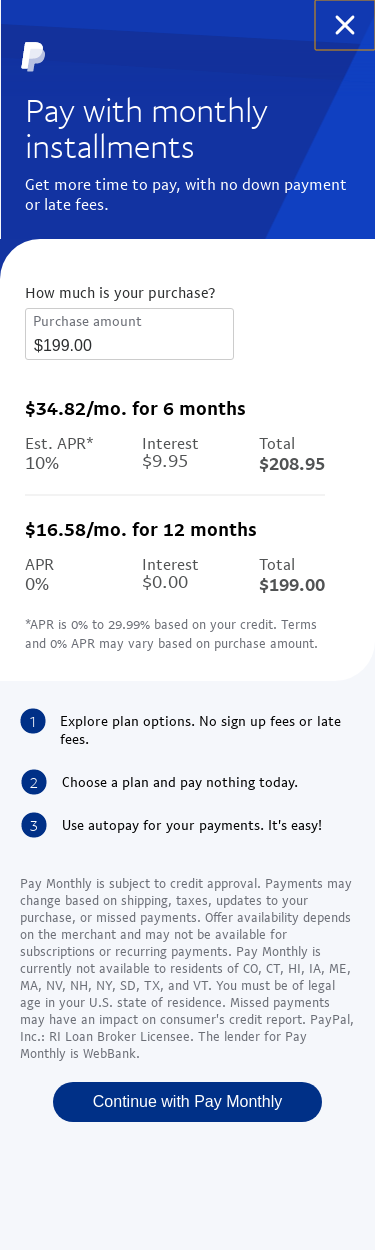 Pay with monthly
installments
Get more time to pay, with no down payment
or late fees.
How much is your purchase?
Purchase amount
$199.00
$34.82/mo. for 6 months
Est. APR* Interest Total
10% $9.95 $208.95
$16.58/mo. for 12 months
APR Interest Total
0% $0.00 $199.00
*APR is 0% to 29.99% based on your credit. Terms
and 0% APR may vary based on purchase amount.
1 Explore plan options. No sign up fees or late
fees.
2 Choose a plan and pay nothing today.
3 Use autopay for your payments. It's easy!
Pay Monthly is subject to credit approval. Payments may
change based on shipping, taxes, updates to your
purchase, or missed payments. Offer availability depends
on the merchant and may not be available for
subscriptions or recurring payments. Pay Monthly is
currently not available to residents of CO, CT, HI, IA, ME,
MA, NV, NH, NY, SD, TX, and VT. You must be of legal
age in your U.S. state of residence. Missed payments
may have an impact on consumer's credit report. PayPal,
Inc.: RI Loan Broker Licensee. The lender for Pay
Monthly is WebBank.
Continue with Pay Monthly